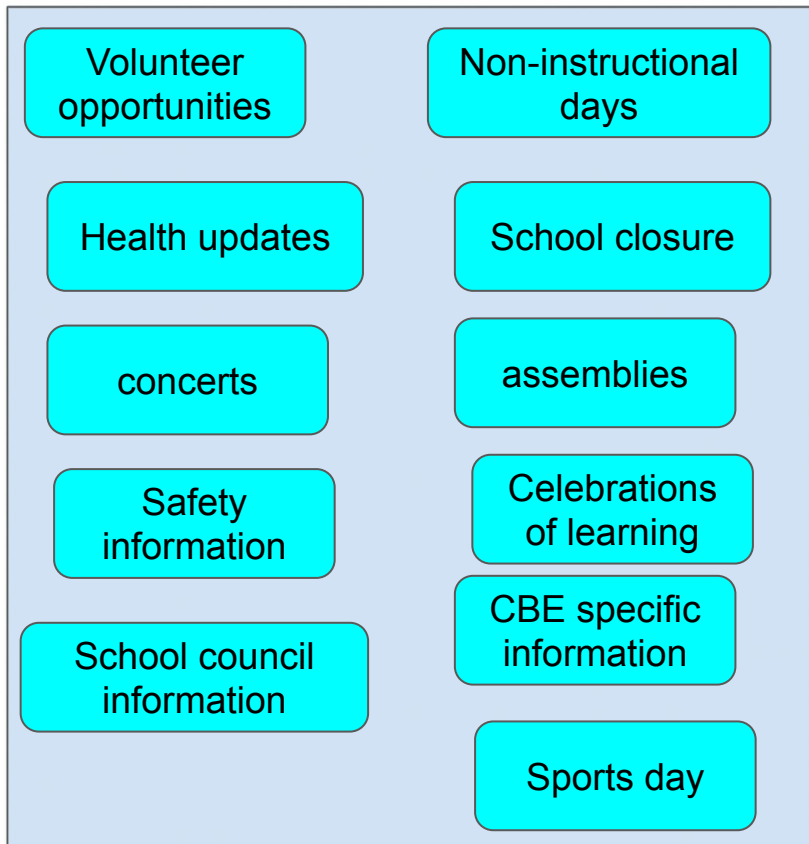 Volunteer
opportunities
Non-instructional
days
Health updates
School closure
concerts
assemblies
Safety
information
Celebrations
of learning
School council
information
CBE specific
information
Sports day